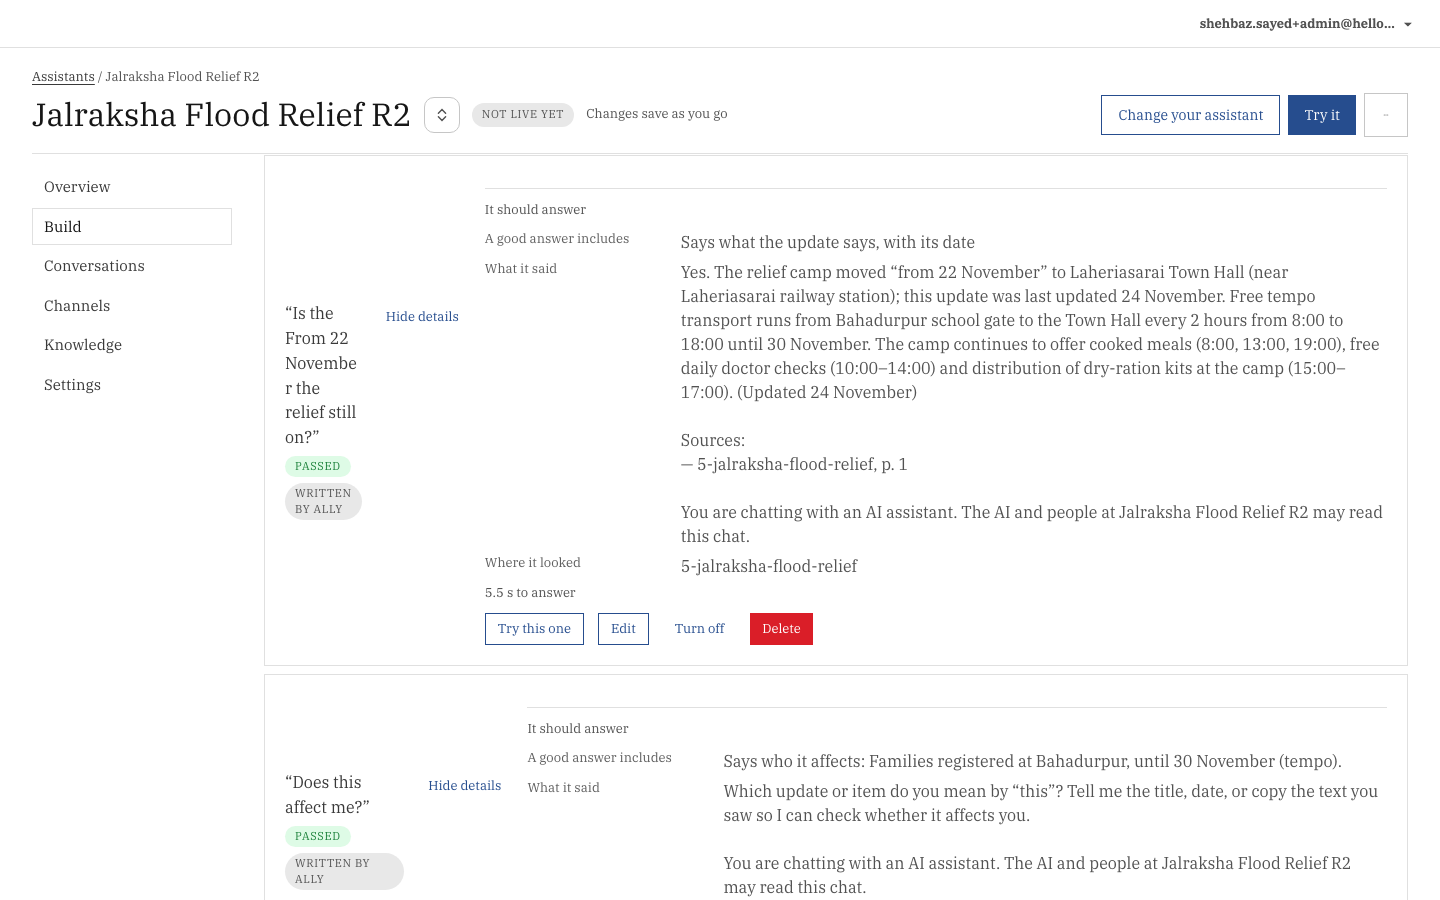 shehbaz.sayed+admin@hello...
Assistants / Jalraksha Flood Relief R2
Jalraksha Flood Relief R2
NOT LIVE YET
Changes save as you go
Change your assistant
Try it
Overview
Build
Conversations
Channels
Knowledge
Settings
“Is the
From 22
Novembe
r the
relief still
on?”
PASSED
WRITTEN
BY ALLY
Hide details
It should answer
A good answer includes
Says what the update says, with its date
What it said
Yes. The relief camp moved “from 22 November” to Laheriasarai Town Hall (near
Laheriasarai railway station); this update was last updated 24 November. Free tempo
transport runs from Bahadurpur school gate to the Town Hall every 2 hours from 8:00 to
18:00 until 30 November. The camp continues to offer cooked meals (8:00, 13:00, 19:00), free
daily doctor checks (10:00–14:00) and distribution of dry-ration kits at the camp (15:00–
17:00). (Updated 24 November)
Sources:
— 5-jalraksha-flood-relief, p. 1
You are chatting with an AI assistant. The AI and people at Jalraksha Flood Relief R2 may read
this chat.
Where it looked
5-jalraksha-flood-relief
5.5 s to answer
Try this one
Edit
Turn off
Delete
“Does this
affect me?”
PASSED
WRITTEN BY
ALLY
Hide details
It should answer
A good answer includes
Says who it affects: Families registered at Bahadurpur, until 30 November (tempo).
What it said
Which update or item do you mean by “this”? Tell me the title, date, or copy the text you
saw so I can check whether it affects you.
You are chatting with an AI assistant. The AI and people at Jalraksha Flood Relief R2
may read this chat.